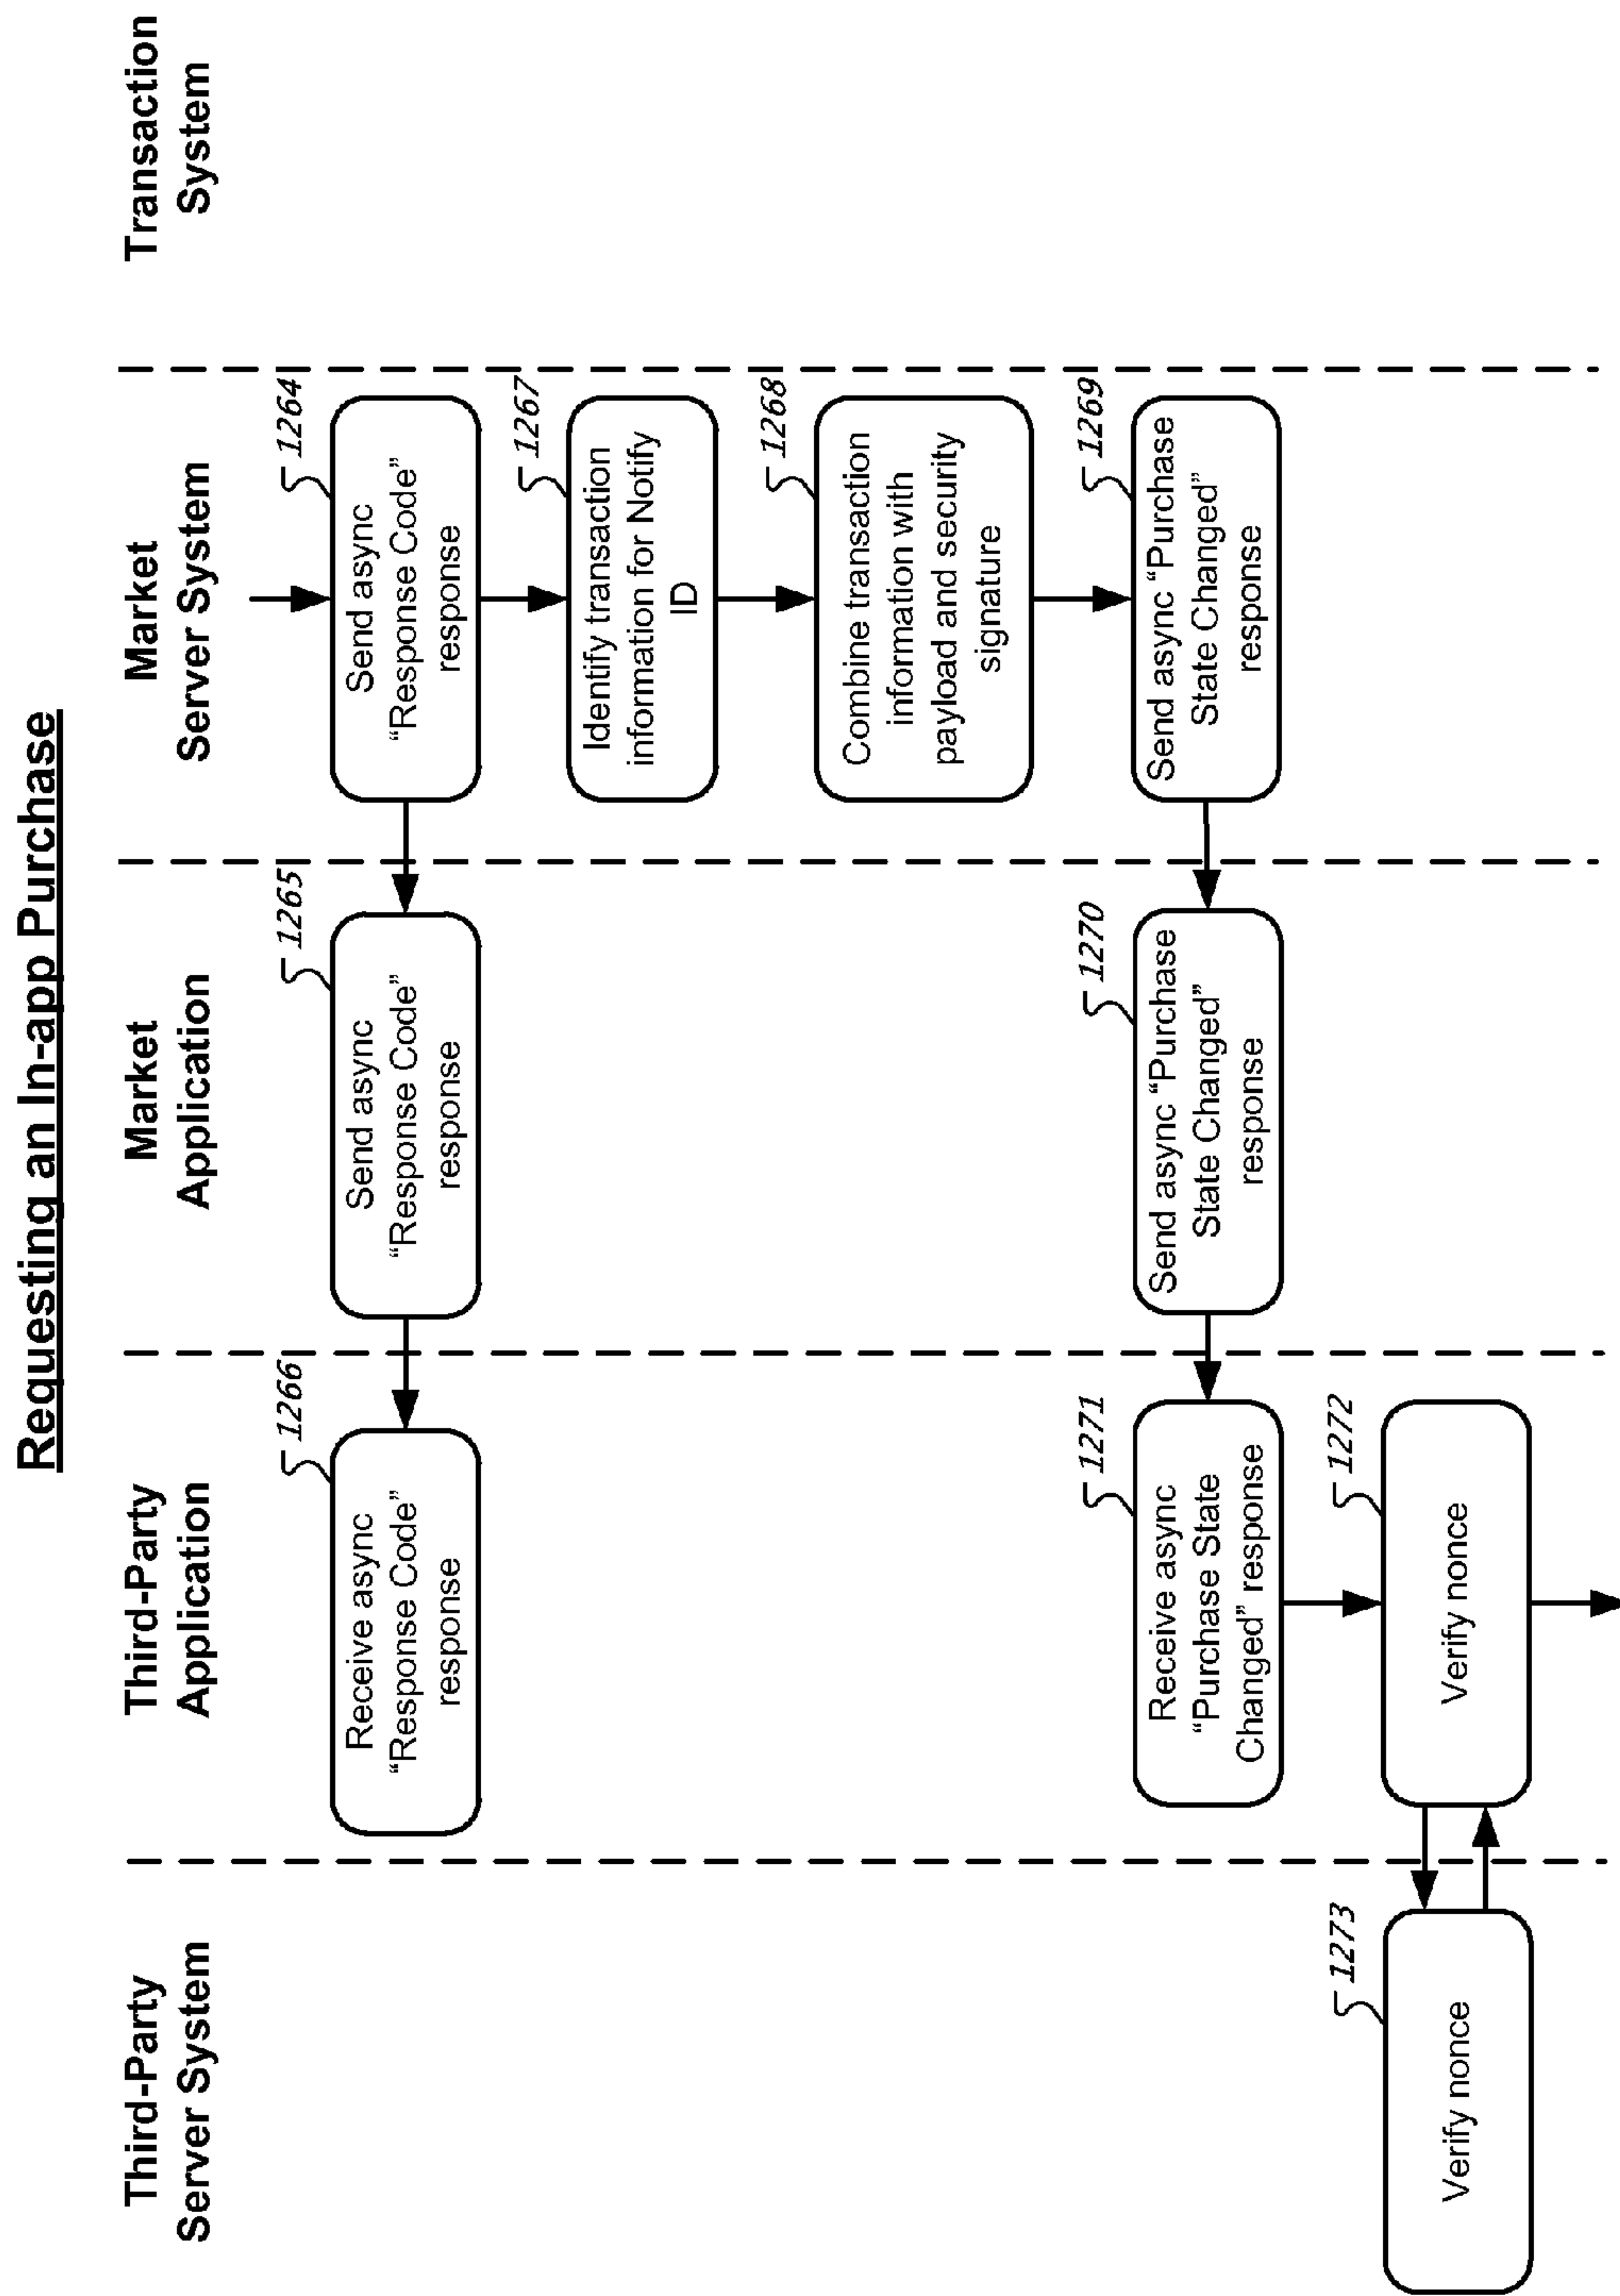 Requesting an In-app Purchase
Third-Party
Server System
Third-Party
Application
Market
Application
Market
Server System
Transaction
System
1266
Receive async
“Response Code”
response
1265
Send async
“Response Code”
response
1264
Send async
“Response Code”
response
1267
Identify transaction
information for Notify
ID
1268
Combine transaction
information with
payload and security
signature
1271
Receive async
“Purchase State
Changed” response
1270
Send async “Purchase
State Changed”
response
1269
Send async “Purchase
State Changed”
response
1273
Verify nonce
1272
Verify nonce